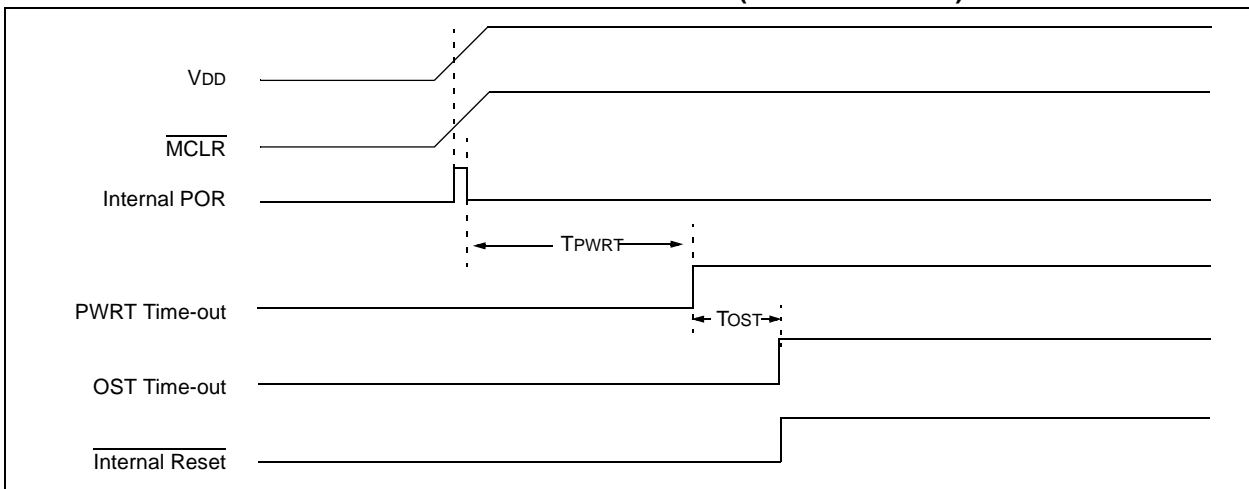 VDD
MCLR
Internal POR
TPWRT
PWRT Time-out
TOST
OST Time-out
Internal Reset